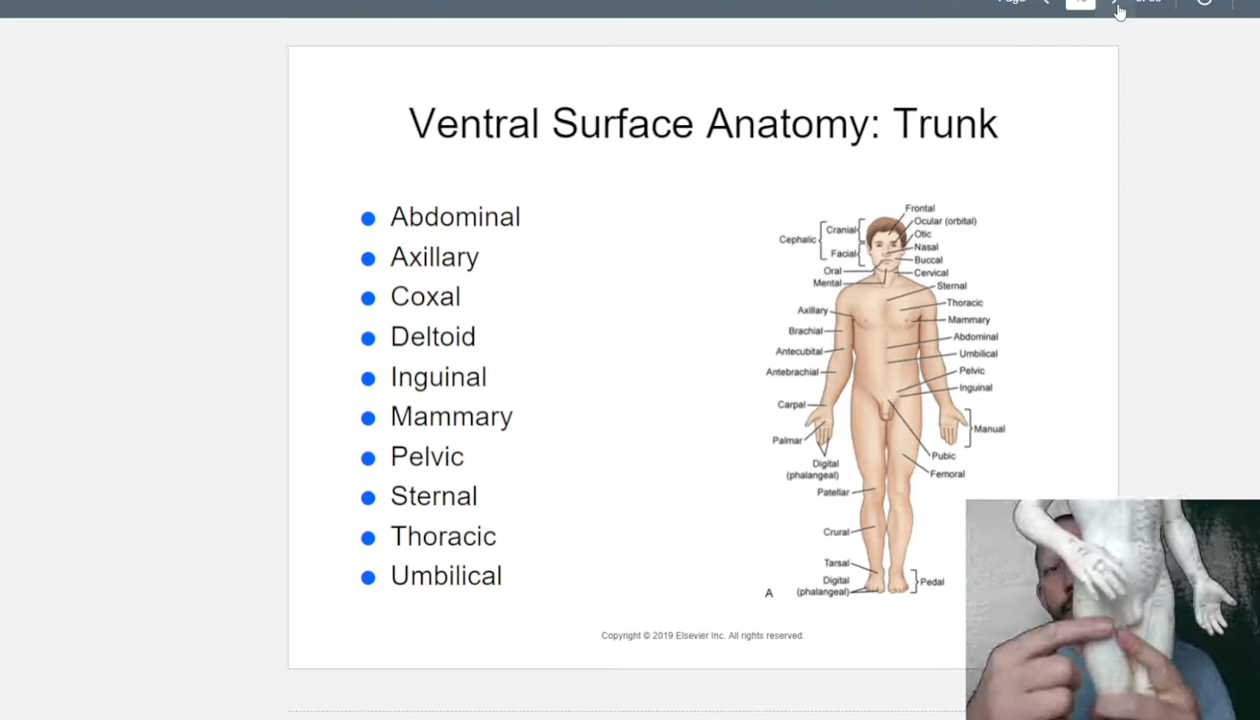 Page
Ventral Surface Anatomy: Trunk
Abdominal
Axillary
Coxal
Deltoid
Inguinal
Mammary
Pelvic
Sternal
Thoracic
Umbilical
Frontal
Ocular (orbital)
Otic
Nasal
Buccal
Cervical
Sternal
Thoracic
Mammary
Abdominal
Umbilical
Pelvic
Inguinal
Manual
Pubic
Femoral
Pedal
Cranial
Cephalic
Facial
Oral
Mental
Axillary
Brachial
Antecubital
Antebrachial
Carpal
Palmar
Digital
(phalangeal)
Patellar
Crural
Tarsal
Digital
(phalangeal)
A
Copyright © 2019 Elsevier Inc. All rights reserved.